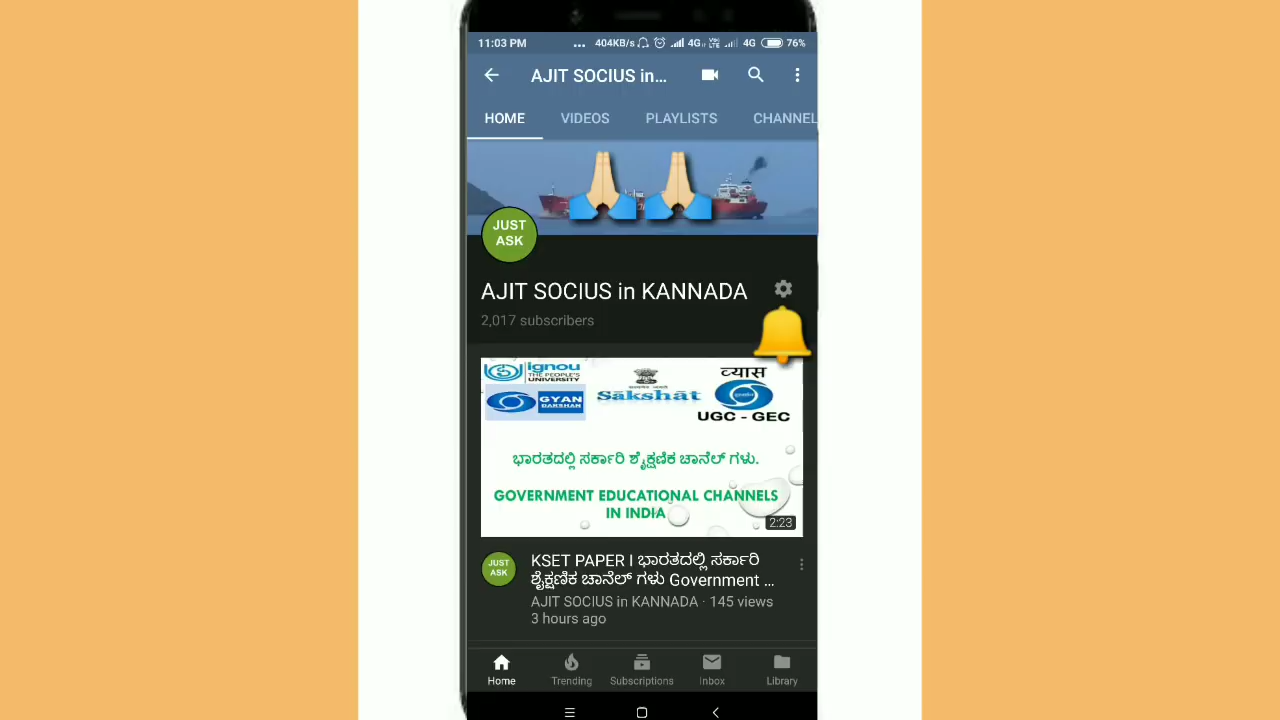 11:03 PM ... 404KB/s 4G VoLTE 4G 76%
AJIT SOCIUS in...
HOME VIDEOS PLAYLISTS CHANNEL
JUST
ASK
AJIT SOCIUS in KANNADA
2,017 subscribers
ignou
THE PEOPLE'S
UNIVERSITY
GYAN
DARSHAN
Sākshāt
व्यास
UGC - GEC
ಭಾರತದಲ್ಲಿ ಸರ್ಕಾರಿ ಶೈಕ್ಷಣಿಕ ಚಾನೆಲ್ ಗಳು.
GOVERNMENT EDUCATIONAL CHANNELS
IN INDIA
2:23
JUST
ASK
KSET PAPER I ಭಾರತದಲ್ಲಿ ಸರ್ಕಾರಿ
ಶೈಕ್ಷಣಿಕ ಚಾನೆಲ್ ಗಳು Government ...
AJIT SOCIUS in KANNADA · 145 views
3 hours ago
Home Trending Subscriptions Inbox Library